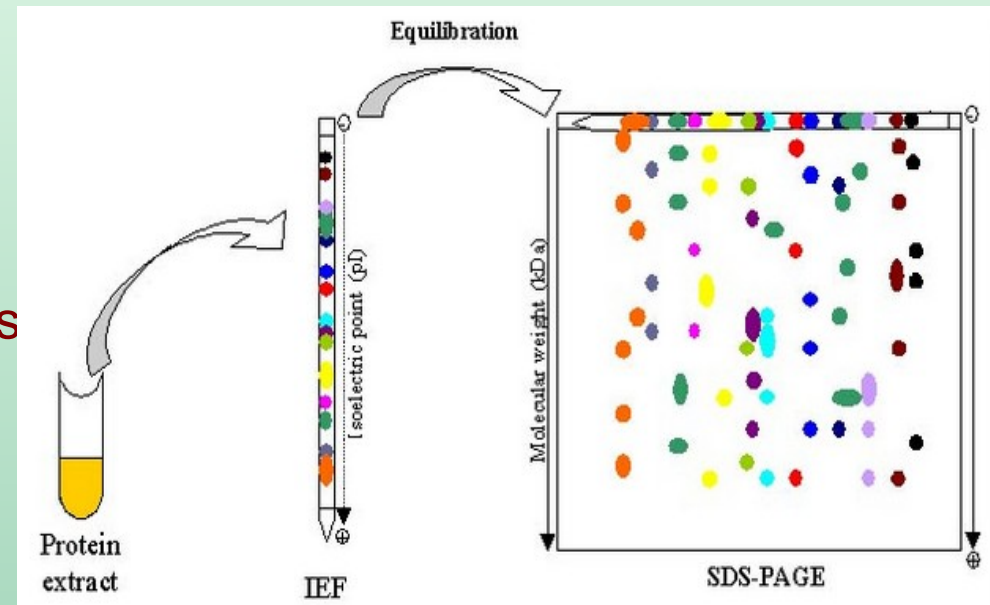 Equilibration
s
Isoelectric point (pI)
Molecular weight (kDa)
Protein
extract
IEF
SDS-PAGE